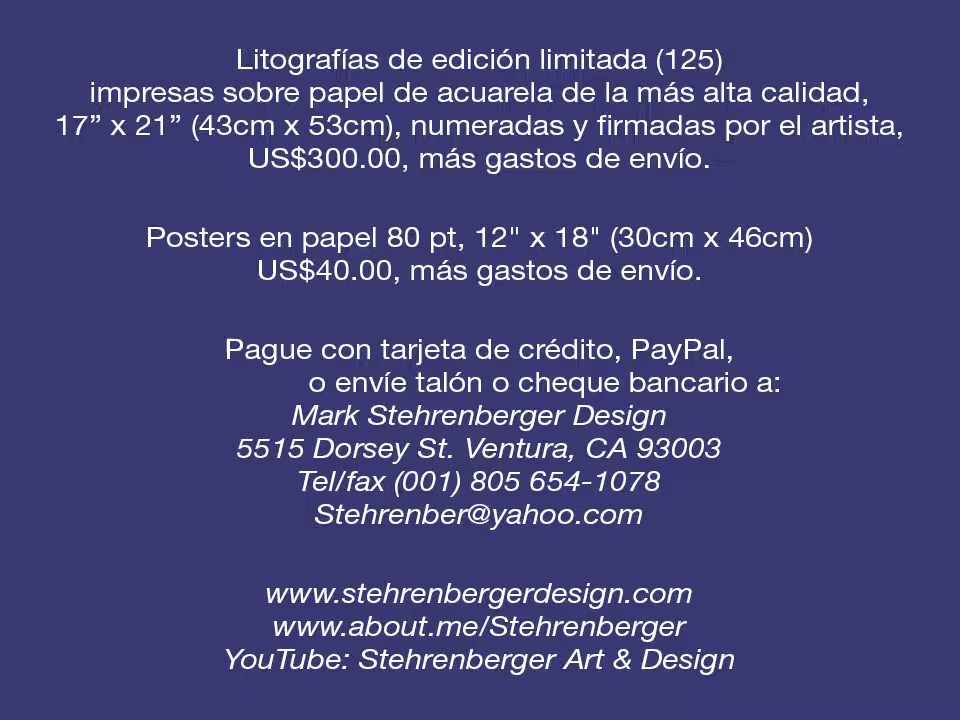 Litografías de edición limitada (125)
impresas sobre papel de acuarela de la más alta calidad,
17” x 21” (43cm x 53cm), numeradas y firmadas por el artista,
US$300.00, más gastos de envío.
Posters en papel 80 pt, 12" x 18" (30cm x 46cm)
US$40.00, más gastos de envío.
Pague con tarjeta de crédito, PayPal,
o envíe talón o cheque bancario a:
Mark Stehrenberger Design
5515 Dorsey St. Ventura, CA 93003
Tel/fax (001) 805 654-1078
Stehrenber@yahoo.com
www.stehrenbergerdesign.com
www.about.me/Stehrenberger
YouTube: Stehrenberger Art & Design